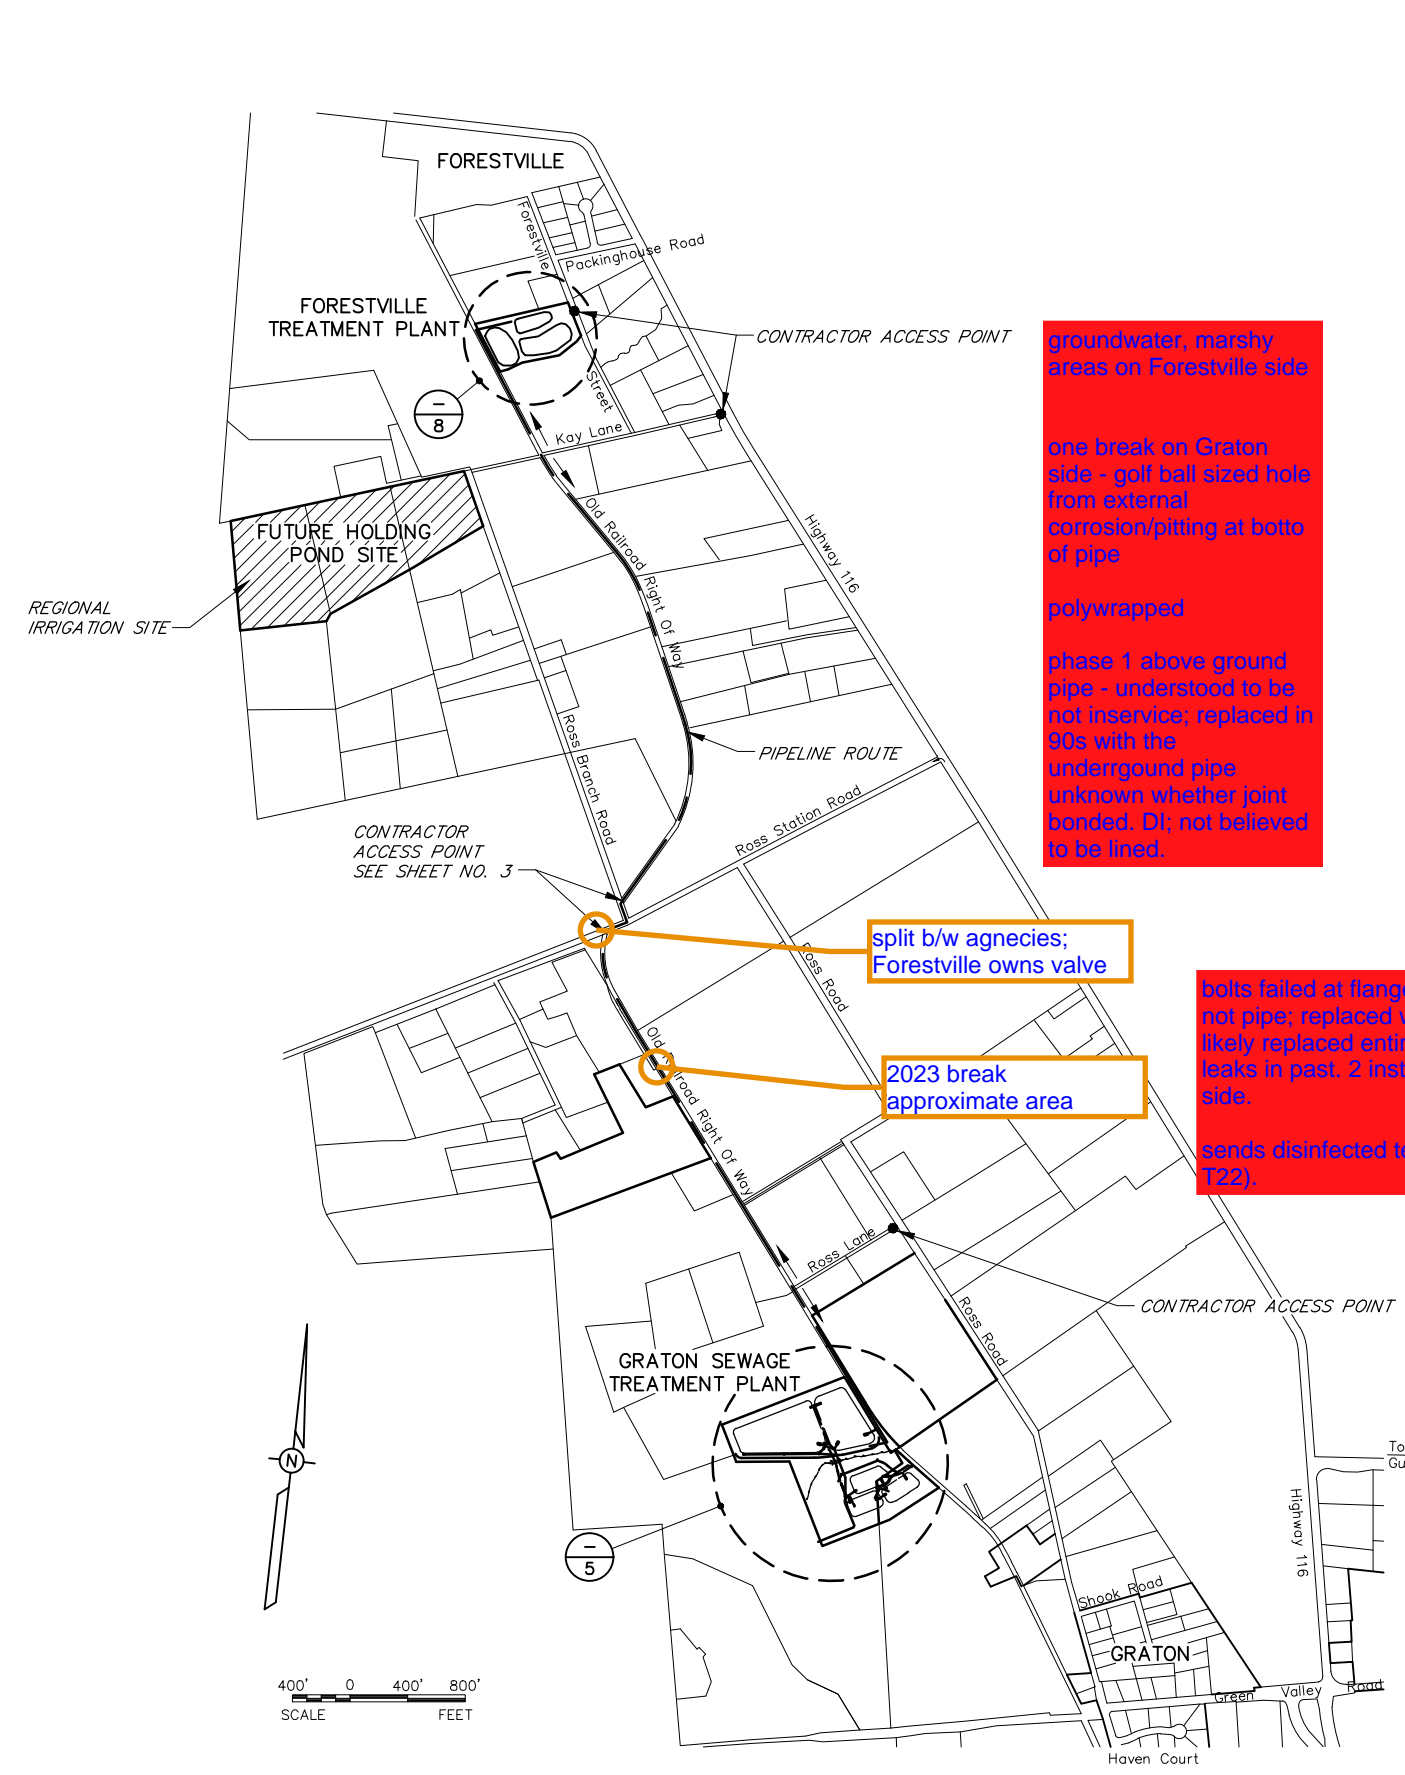 FORESTVILLE
Forestville
Packinghouse Road
FORESTVILLE
TREATMENT PLANT
CONTRACTOR ACCESS POINT
Street
8
Kay Lane
groundwater, marshy
areas on Forestville side
one break on Graton
side - golf ball sized hole
from external
corrosion/pitting at botto
of pipe
polywrapped
phase 1 above ground
pipe - understood to be
not inservice; replaced in
90s with the
underrgound pipe
unknown whether joint
bonded. DI; not believed
to be lined.
Old Railroad Right Of Way
Highway 116
FUTURE HOLDING
POND SITE
REGIONAL
IRRIGATION SITE
Ross Branch Road
PIPELINE ROUTE
Ross Station Road
CONTRACTOR
ACCESS POINT
SEE SHEET NO. 3
split b/w agnecies;
Forestville owns valve
Ross Road
bolts failed at flange
not pipe; replaced
likely replaced
leaks in past. 2
side.
sends disinfected
T22).
Old Railroad Right Of Way
2023 break
approximate area
Ross Lane
CONTRACTOR ACCESS POINT
Ross Road
GRATON SEWAGE
TREATMENT PLANT
N
To
Highway 116
5
Shook Road
GRATON
Green Valley Road
400' 0 400' 800'
SCALE FEET
Haven Court